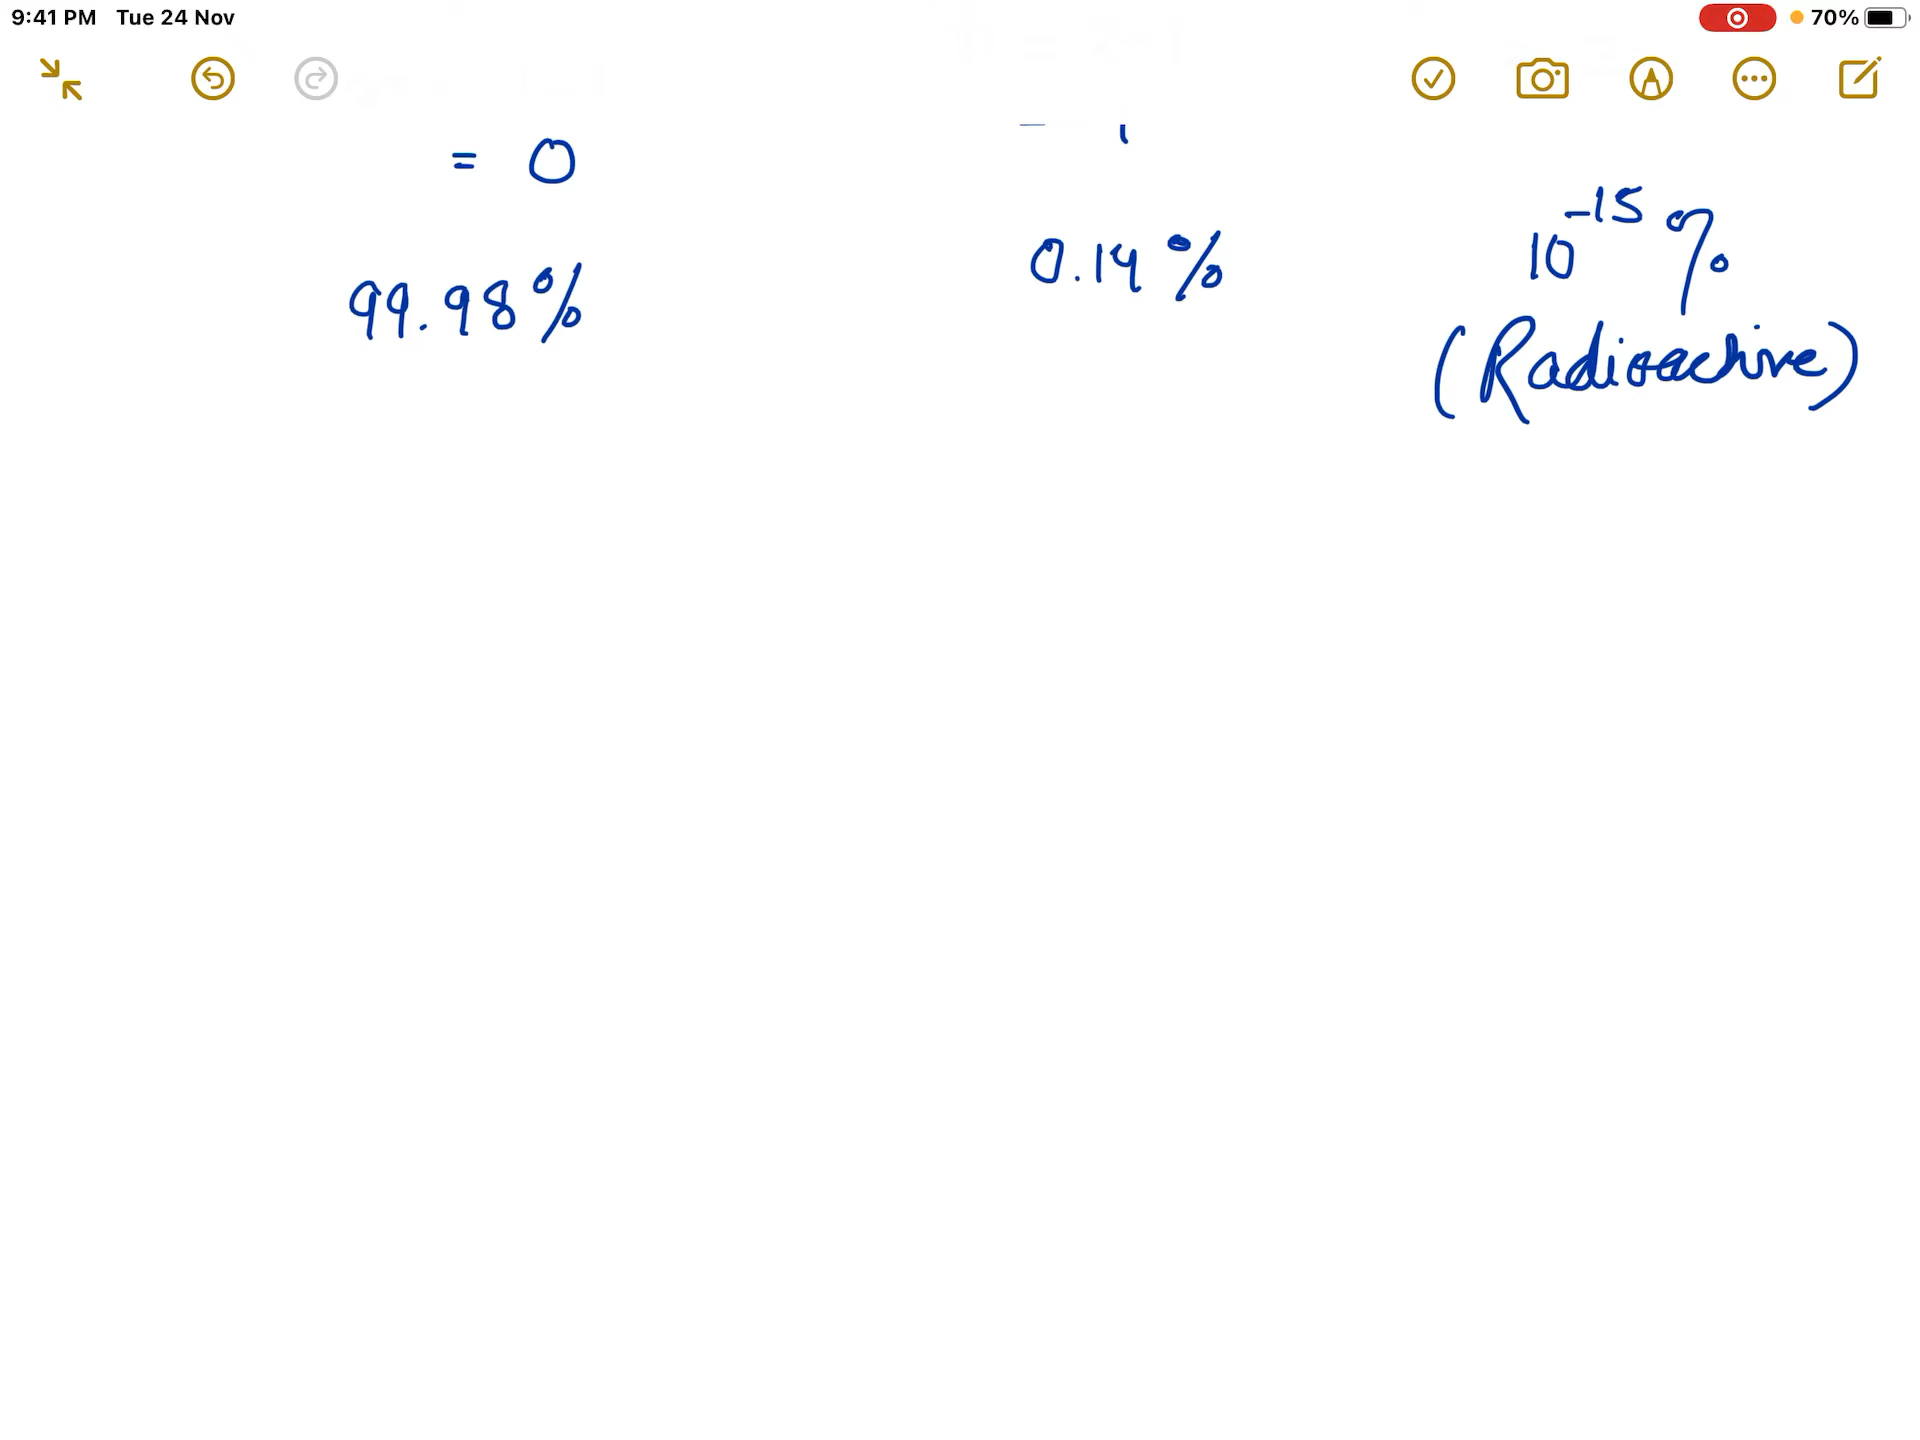 9:41 PM Tue 24 Nov
70%
= 0
99.98%
0.14%
10⁻¹⁵ %
(Radioactive)